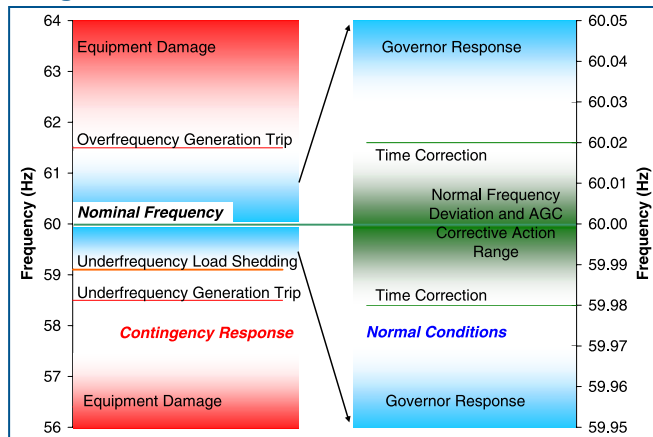 64
63
62
61
60
59
58
57
56
Frequency (Hz)
Equipment Damage
Overfrequency Generation Trip
Nominal Frequency
Underfrequency Load Shedding
Underfrequency Generation Trip
Contingency Response
Equipment Damage
Governor Response
Time Correction
Normal Frequency
Deviation and AGC
Corrective Action
Range
Time Correction
Normal Conditions
Governor Response
60.05
60.04
60.03
60.02
60.01
60.00
59.99
59.98
59.97
59.96
59.95
Frequency (Hz)